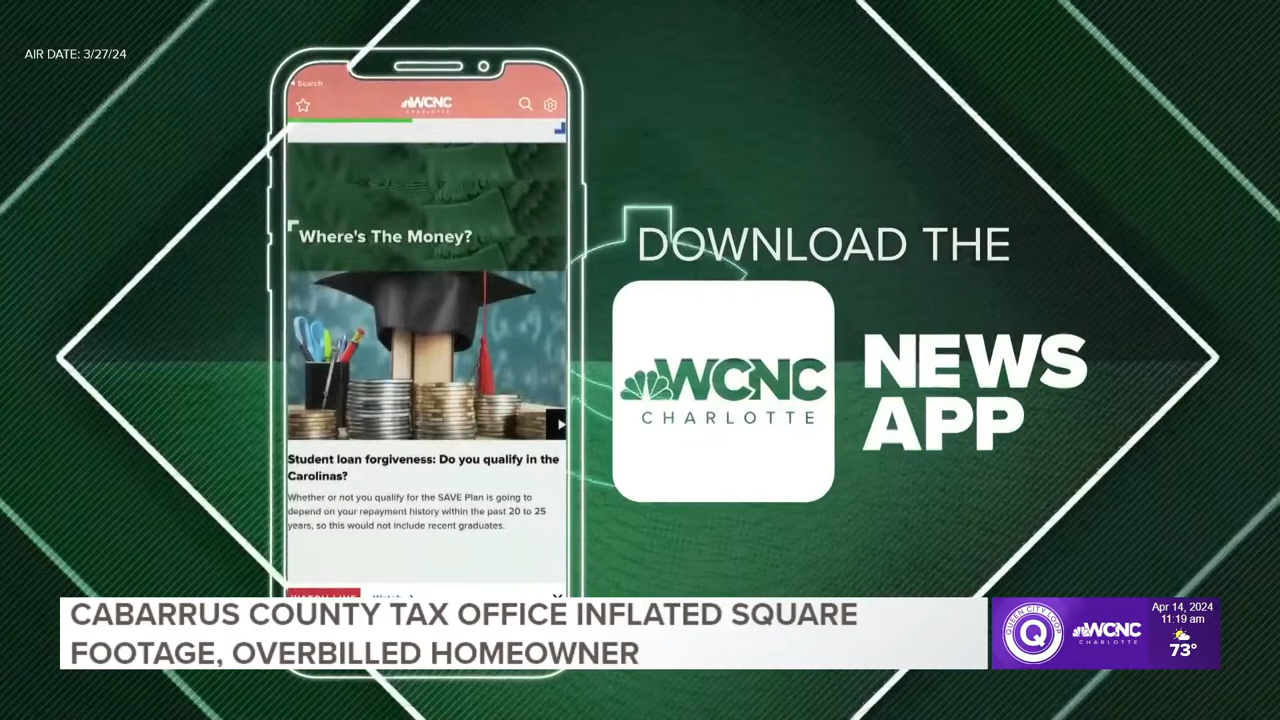 AIR DATE: 3/27/24
Search
WCNC
CHARLOTTE
Where's The Money?
Student loan forgiveness: Do you qualify in the
Carolinas?
Whether or not you qualify for the SAVE Plan is going to
depend on your repayment history within the past 20 to 25
years, so this would not include recent graduates.
DOWNLOAD THE
WCNC
CHARLOTTE
NEWS
APP
CABARRUS COUNTY TAX OFFICE INFLATED SQUARE
FOOTAGE, OVERBILLED HOMEOWNER
QUEEN CITY LOOP
Q
WCNC
CHARLOTTE
Apr 14, 2024
11:19 am
73°